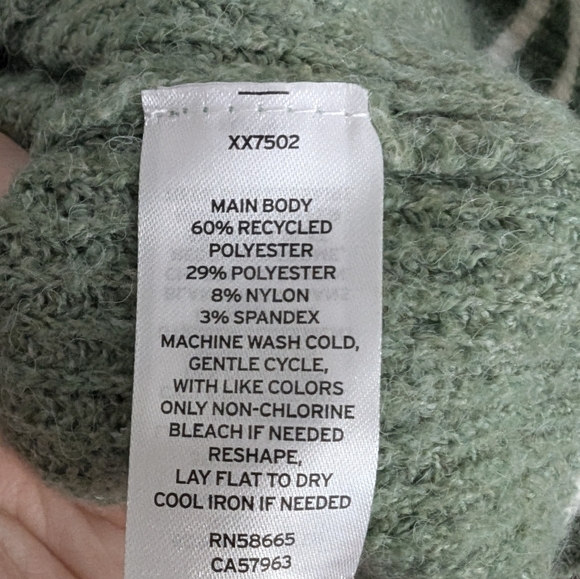 XX7502
MAIN BODY
60% RECYCLED
POLYESTER
29% POLYESTER
8% NYLON
3% SPANDEX
MACHINE WASH COLD,
GENTLE CYCLE,
WITH LIKE COLORS
ONLY NON-CHLORINE
BLEACH IF NEEDED
RESHAPE,
LAY FLAT TO DRY
COOL IRON IF NEEDED
RN58665
CA57963